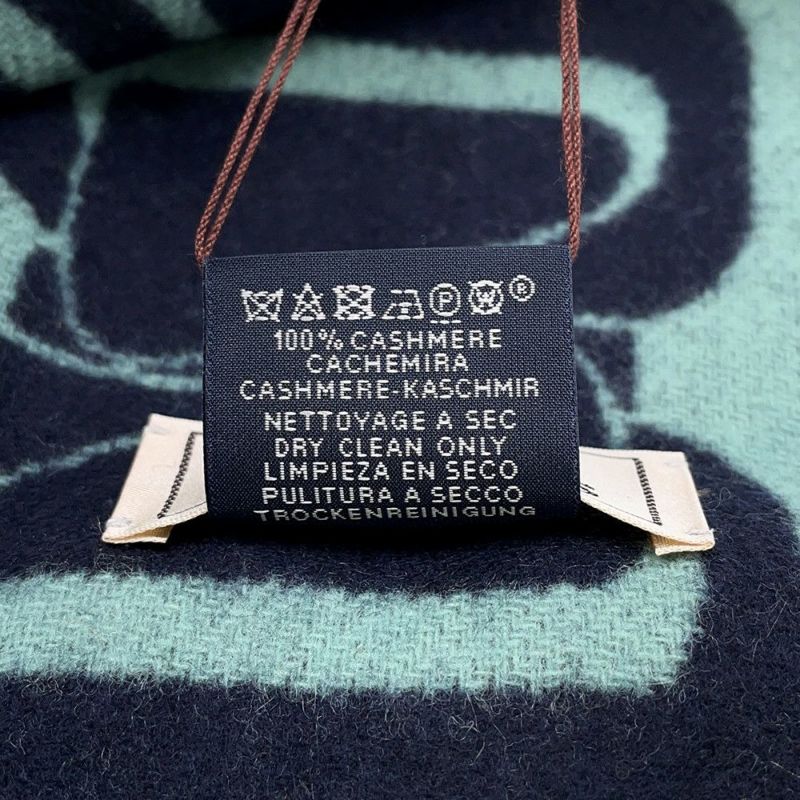 P W ®
100% CASHMERE
CACHEMIRA
CASHMERE-KASCHMIR
NETTOYAGE A SEC
DRY CLEAN ONLY
LIMPIEZA EN SECO
PULITURA A SECCO
TROCKENREINIGUNG